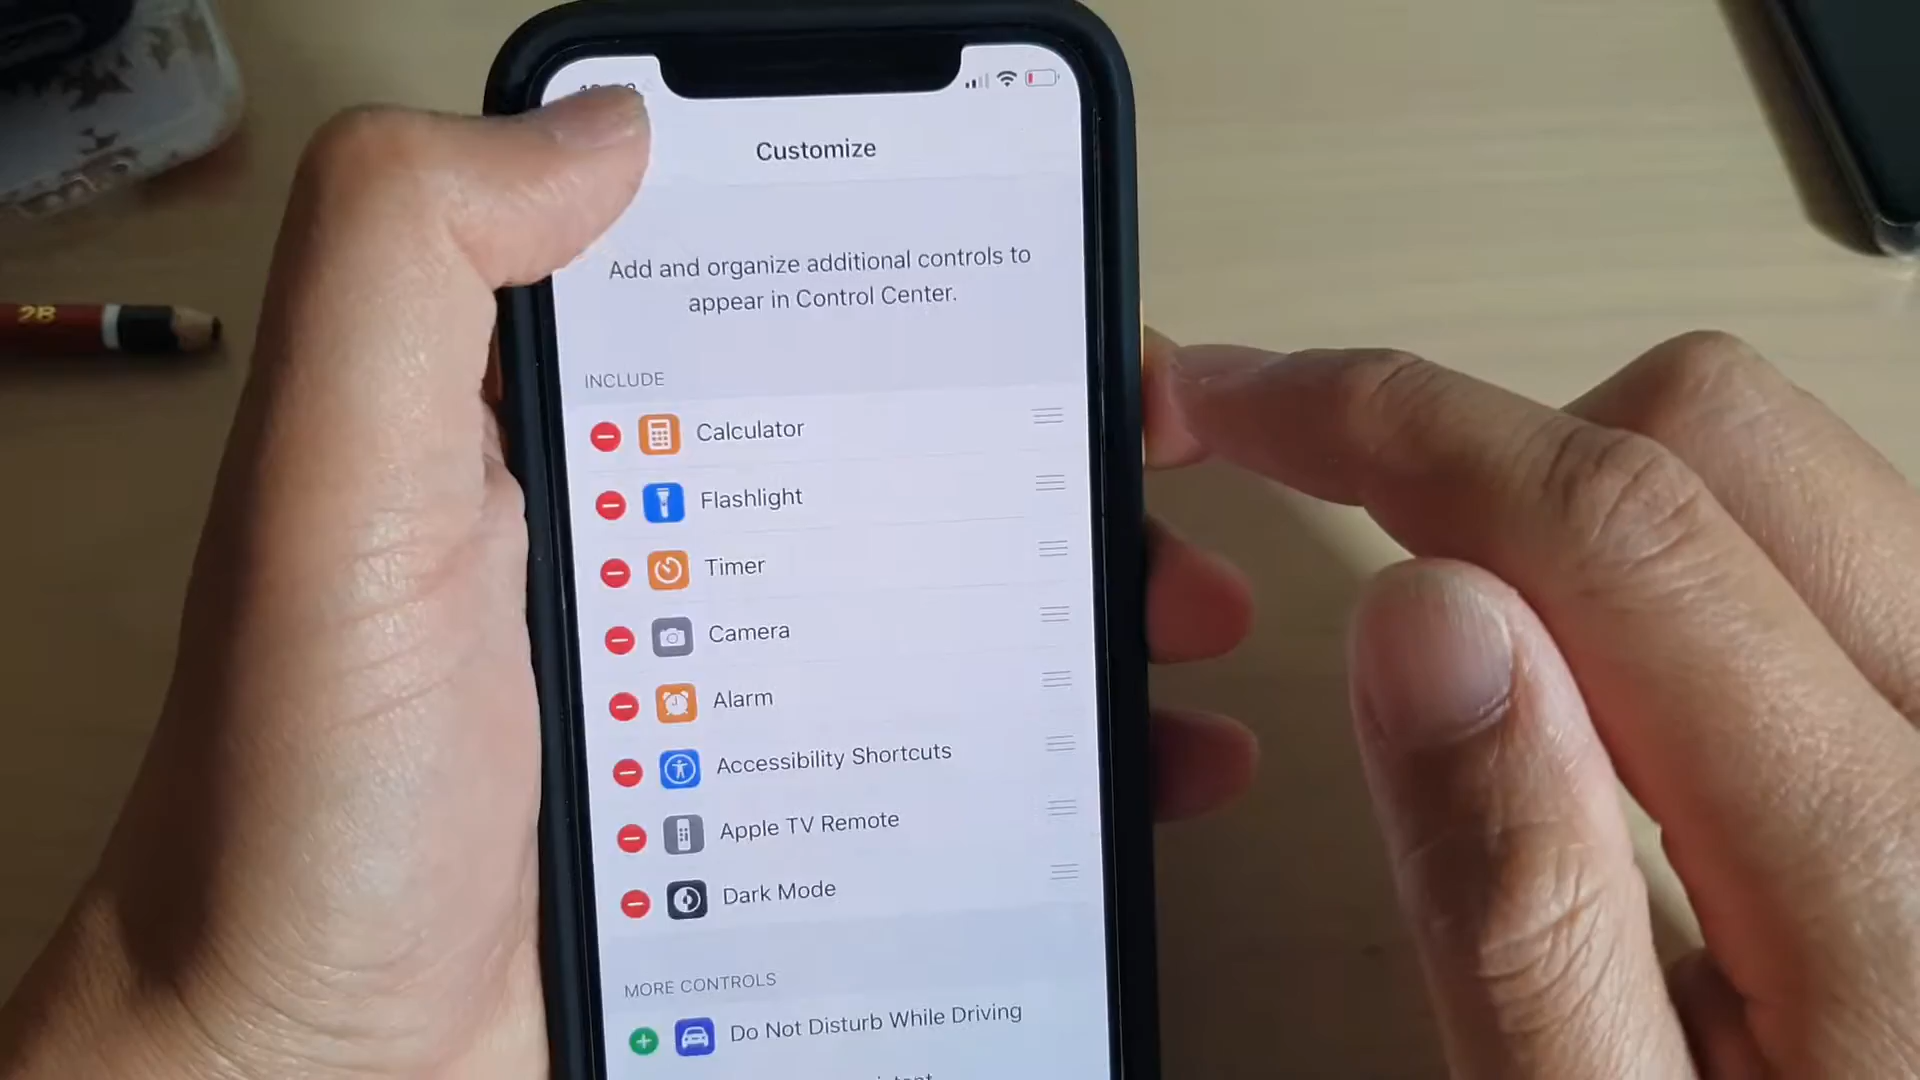 2B
Customize
Add and organize additional controls to
appear in Control Center.
INCLUDE
Calculator
Flashlight
Timer
Camera
Alarm
Accessibility Shortcuts
Apple TV Remote
Dark Mode
MORE CONTROLS
Do Not Disturb While Driving